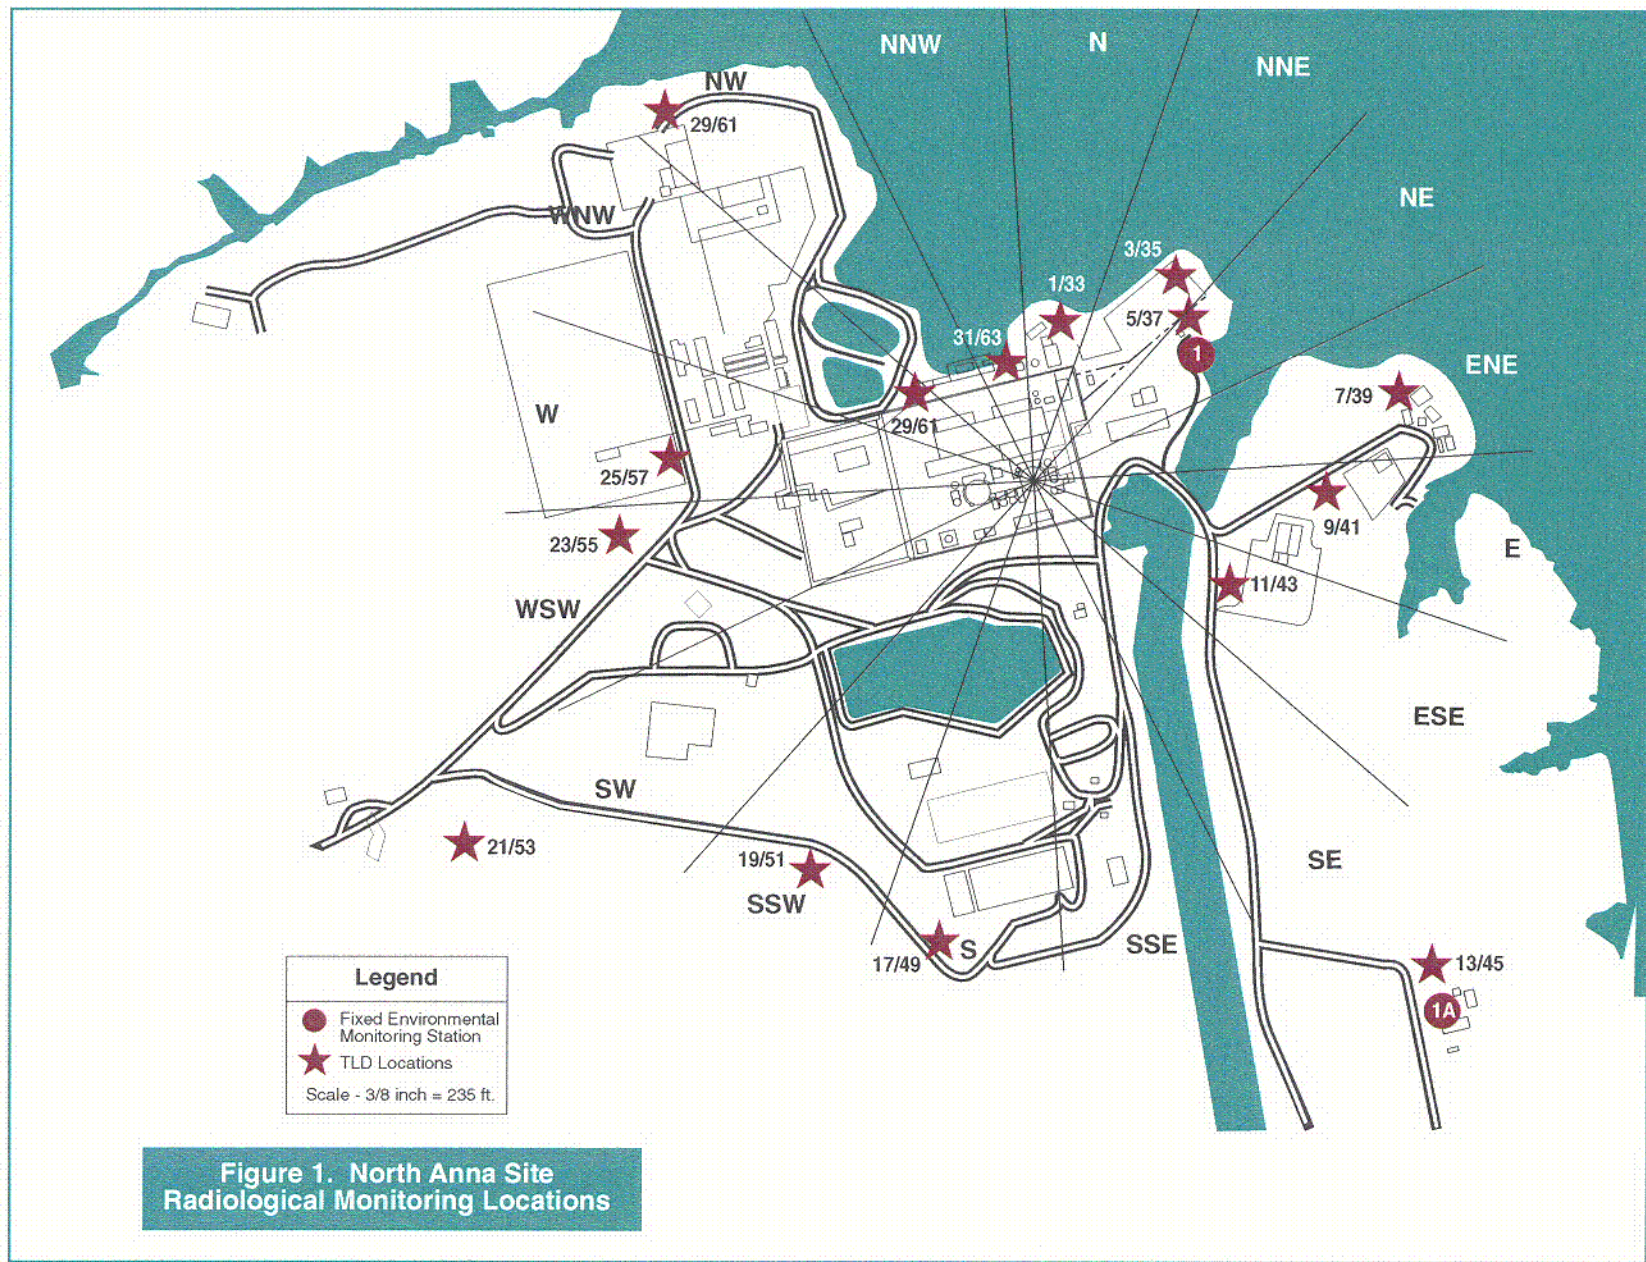 NNW
N
NNE
NW
29/61
NE
WNW
3/35
1/33
5/37
31/63
1
ENE
7/39
W
29/61
25/57
9/41
23/55
E
11/43
WSW
ESE
SW
21/53
19/51
SE
SSW
SSE
S
17/49
13/45
1A
Legend
Fixed Environmental
Monitoring Station
TLD Locations
Scale - 3/8 inch = 235 ft.
Figure 1. North Anna Site
Radiological Monitoring Locations